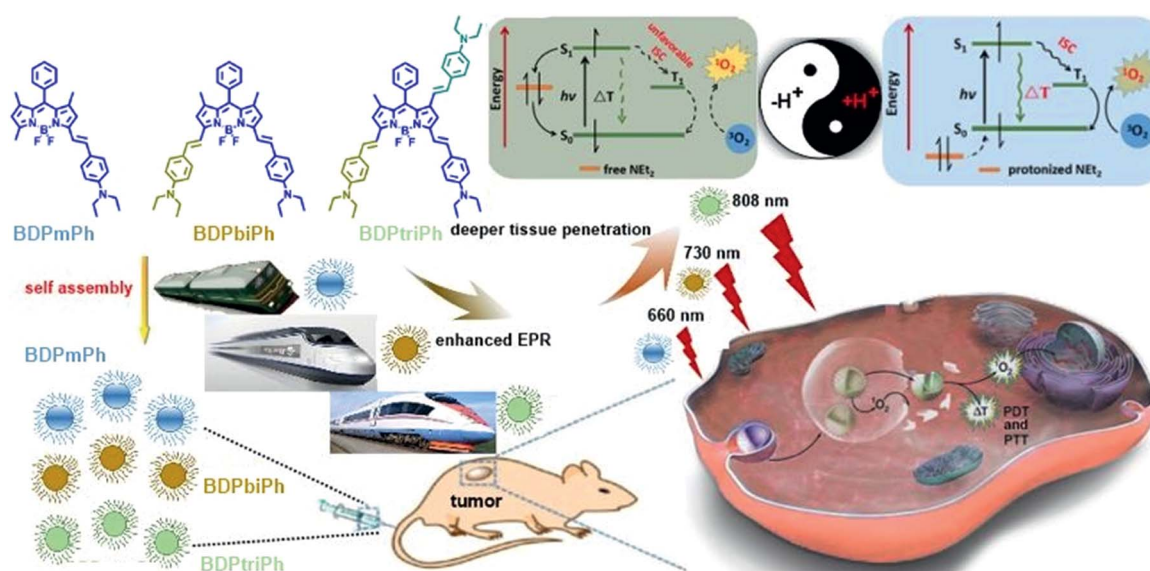 N
N
B
F F
N
B
F F
N
N
N
B
F F
N
BDPmPh
BDPbiPh
BDPtriPh
Energy
S1
hν
S0
ΔT
unfavorable
ISC
T1
¹O2
³O2
free NEt2
-H⁺
+H⁺
Energy
S1
hν
S0
ΔT
ISC
T1
¹O2
³O2
protonized NEt2
deeper tissue penetration
808 nm
730 nm
660 nm
self assembly
enhanced EPR
BDPmPh
BDPbiPh
BDPtriPh
tumor
¹O2
¹O2
ΔT
PDT
and
PTT